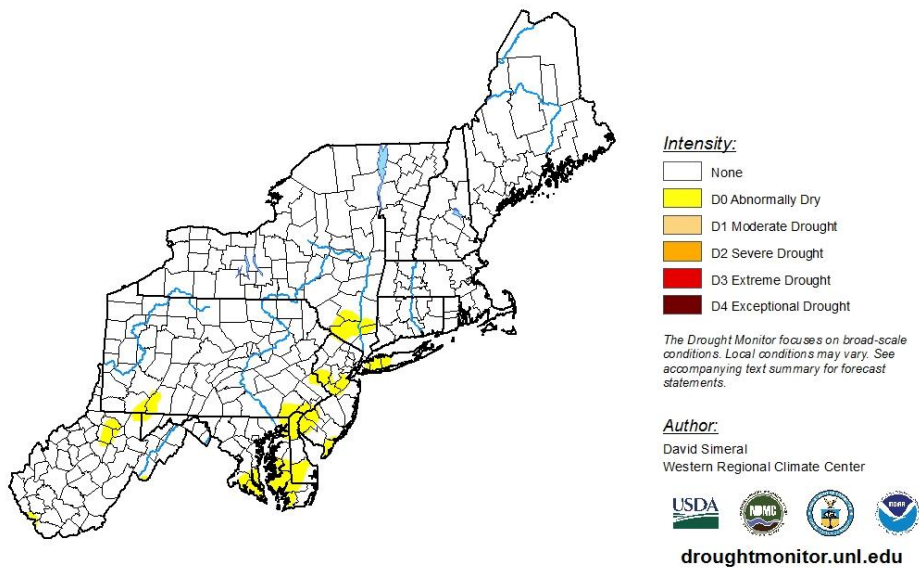 Intensity:
None
D0 Abnormally Dry
D1 Moderate Drought
D2 Severe Drought
D3 Extreme Drought
D4 Exceptional Drought
The Drought Monitor focuses on broad-scale
conditions. Local conditions may vary. See
accompanying text summary for forecast
statements.
Author:
David Simeral
Western Regional Climate Center
USDA
NDMC
NOAA
droughtmonitor.unl.edu